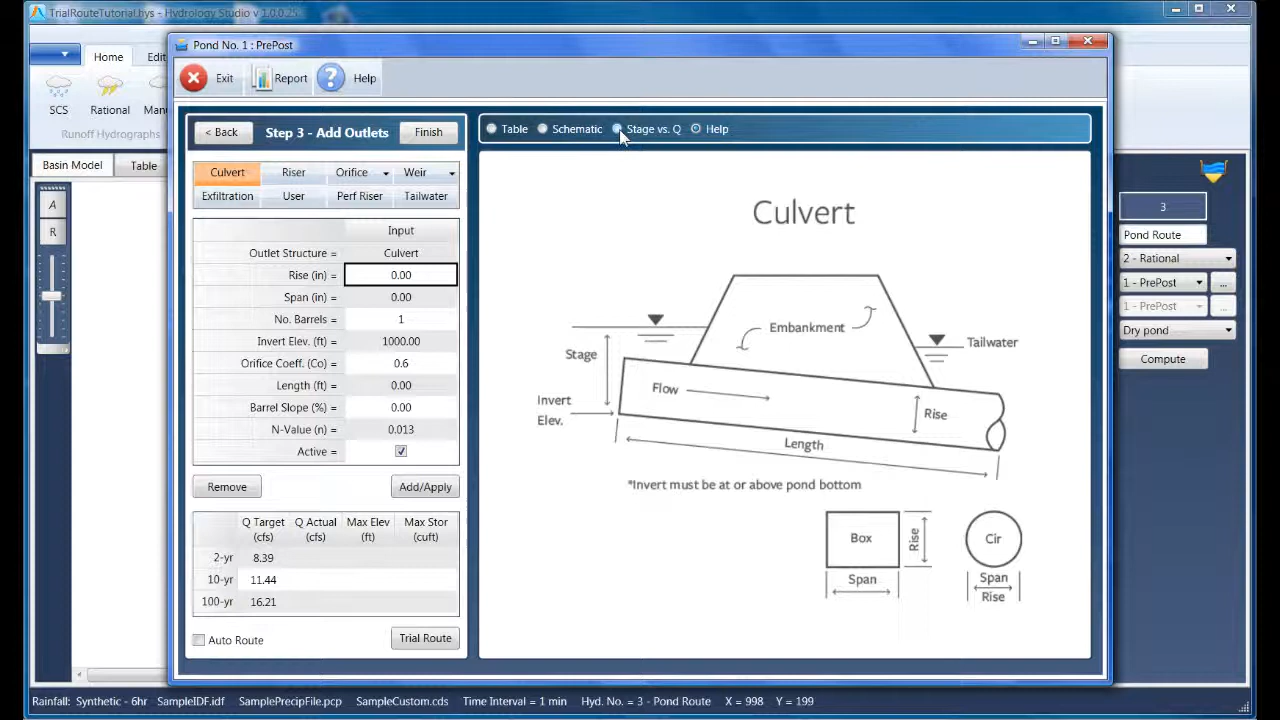 TrialRouteTutorial.hys - Hydrology Studio v 1.0.0.25
Home Edit
SCS Rational
Runoff Hydrographs
Basin Model Table
A
R
Pond No. 1 : PrePost
Exit Report Help
< Back Step 3 - Add Outlets Finish
Culvert Riser Orifice Weir
Exfiltration User Perf Riser Tailwater
Input
Outlet Structure = Culvert
Rise (in) = 0.00
Span (in) = 0.00
No. Barrels = 1
Invert Elev. (ft) = 1000.00
Orifice Coeff. (Co) = 0.6
Length (ft) = 0.00
Barrel Slope (%) = 0.00
N-Value (n) = 0.013
Active =
Remove Add/Apply
Q Target Q Actual Max Elev Max Stor
(cfs) (cfs) (ft) (cuft)
2-yr 8.39
10-yr 11.44
100-yr 16.21
Auto Route Trial Route
Table Schematic Stage vs. Q Help
Culvert
Embankment
Stage
Tailwater
Flow
Invert
Elev.
Rise
Length
*Invert must be at or above pond bottom
Box Rise Cir
Span Span
Rise
3
Pond Route
2 - Rational
1 - PrePost ...
1 - PrePost ...
Dry pond
Compute
Rainfall: Synthetic - 6hr SampleIDF.idf SamplePrecipFile.pcp SampleCustom.cds Time Interval = 1 min Hyd. No. = 3 - Pond Route X = 998 Y = 199